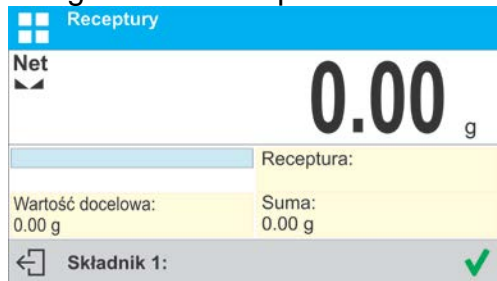 Receptury
Net
0.00 g
Receptura:
Wartość docelowa:
0.00 g
Suma:
0.00 g
Składnik 1: